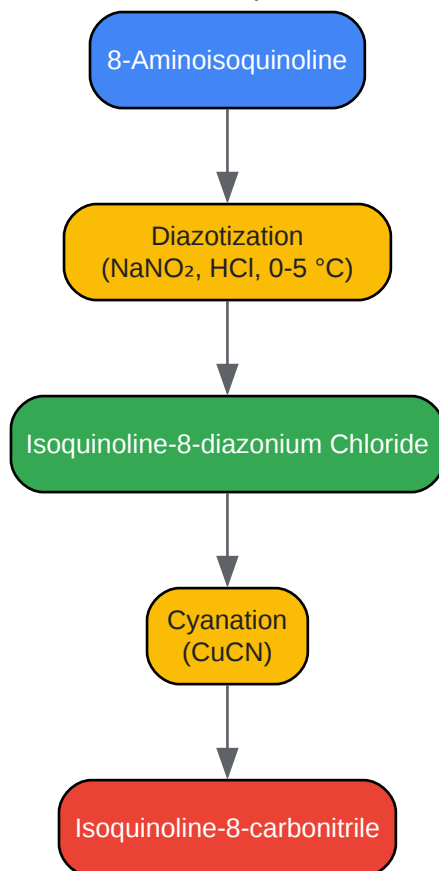 8-Aminoisoquinoline
Diazotization
(NaNO₂, HCl, 0-5 °C)
Isoquinoline-8-diazonium Chloride
Cyanation
(CuCN)
Isoquinoline-8-carbonitrile